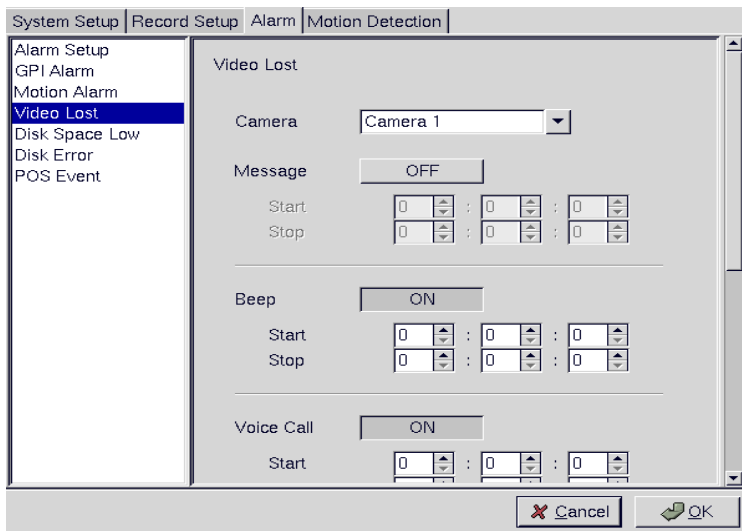 System Setup Record Setup Alarm Motion Detection
Alarm Setup
GPI Alarm
Motion Alarm
Video Lost
Disk Space Low
Disk Error
POS Event
Video Lost
Camera Camera 1
Message OFF
Start 0 : 0 : 0
Stop 0 : 0 : 0
Beep ON
Start 0 : 0 : 0
Stop 0 : 0 : 0
Voice Call ON
Start 0 : 0 : 0
Cancel OK